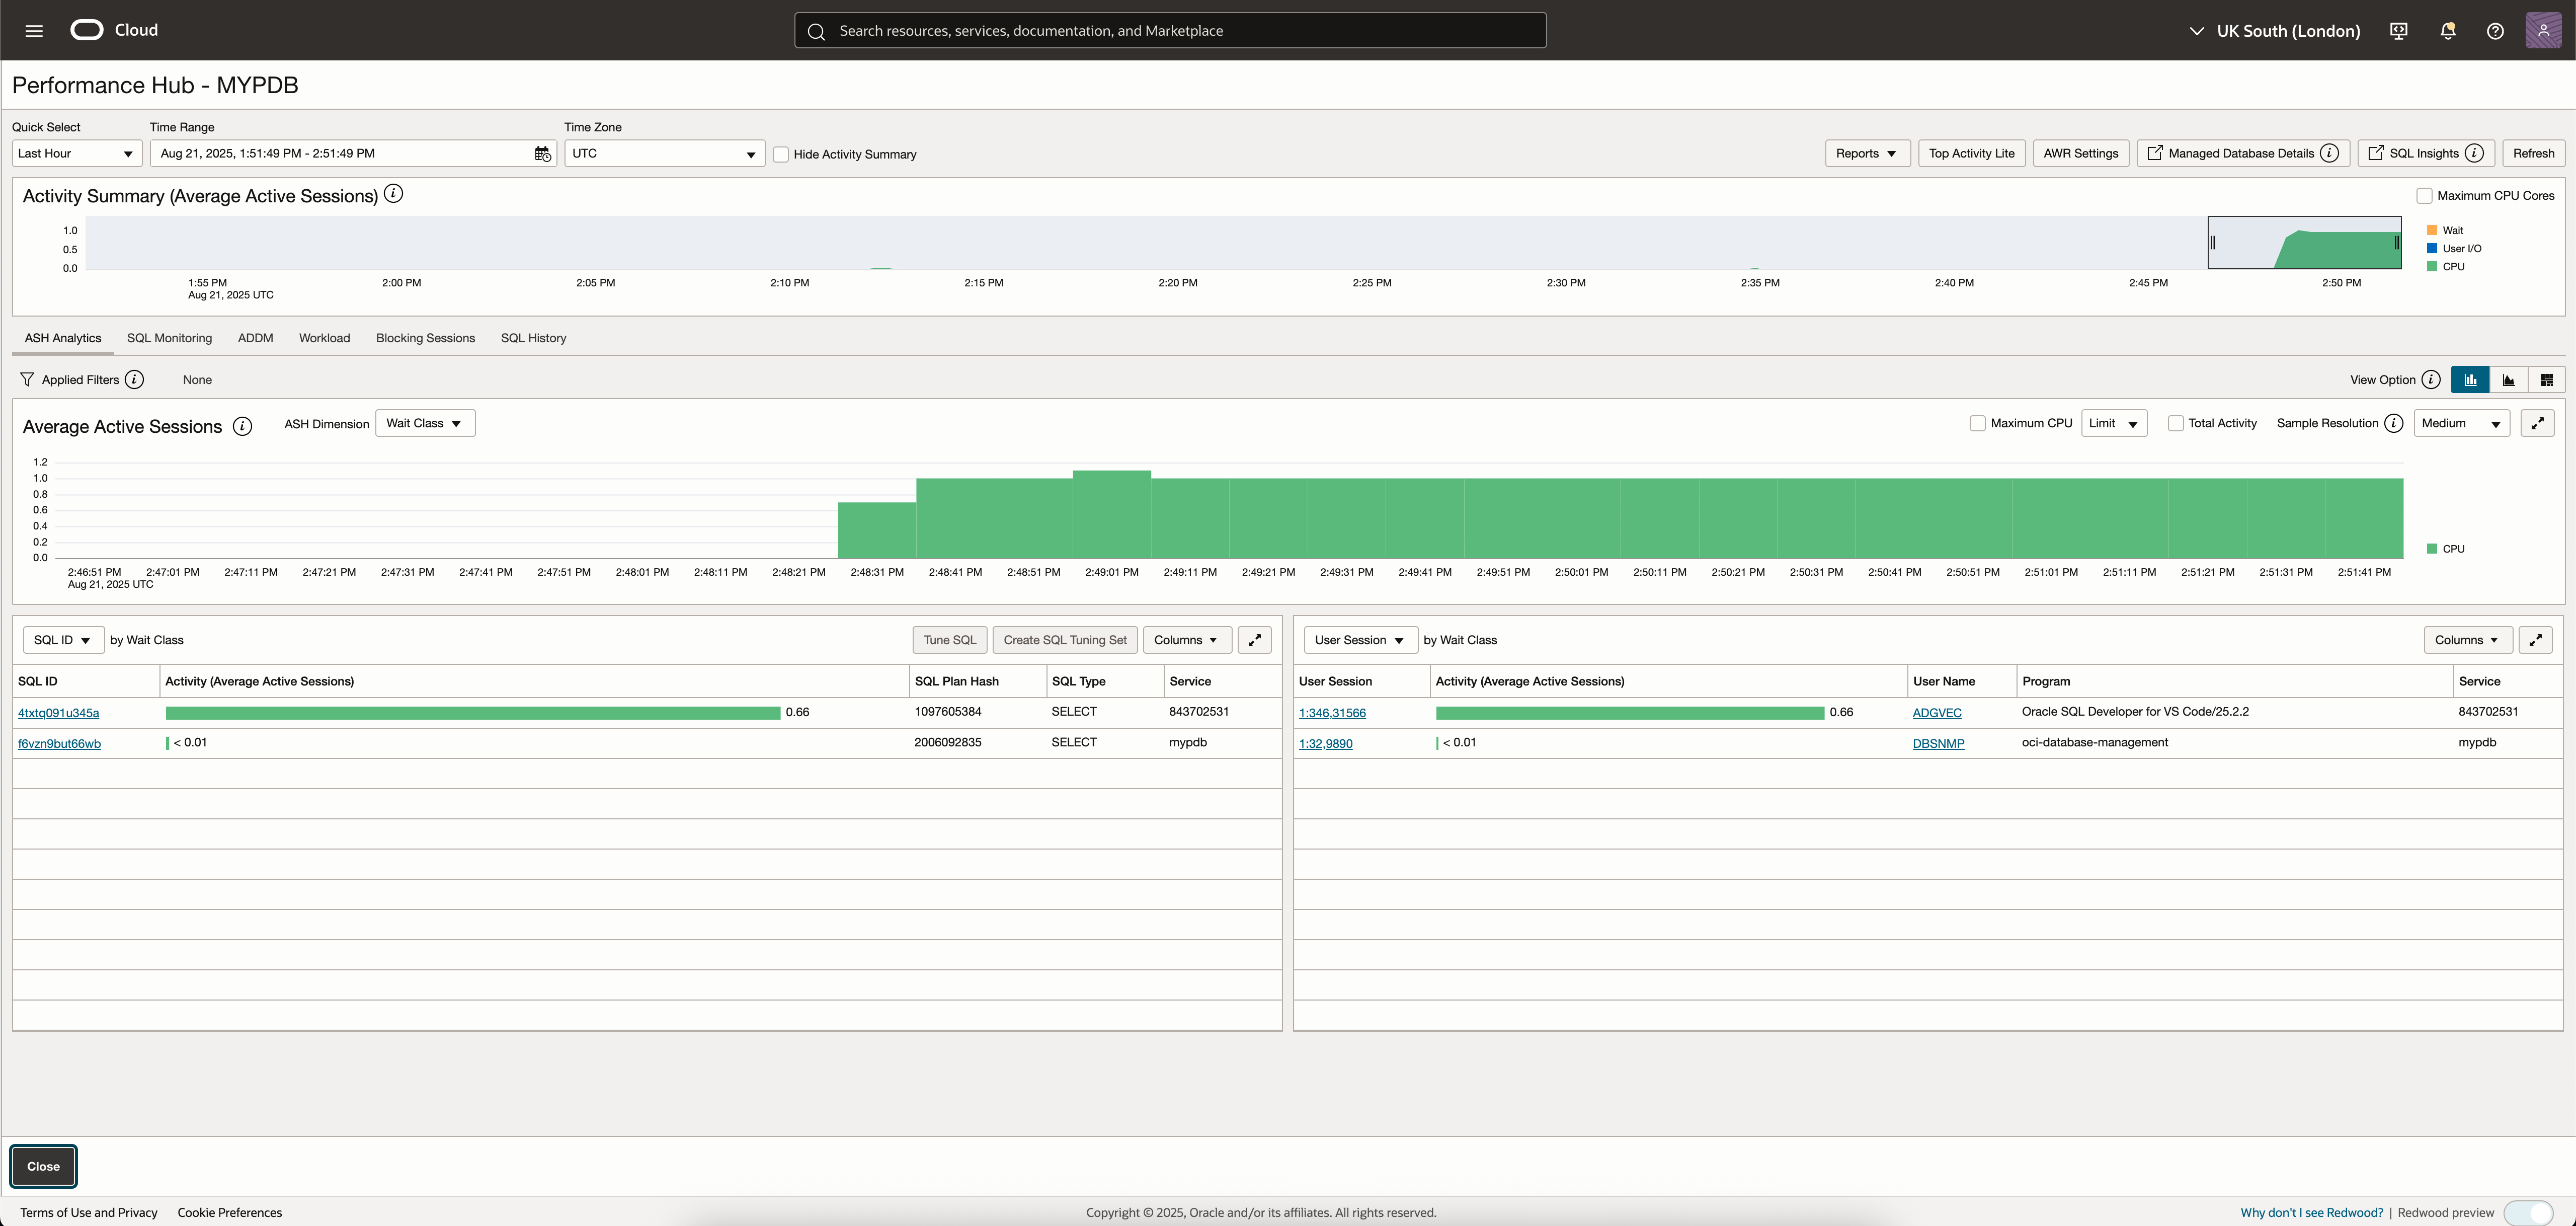 Cloud
Search resources, services, documentation, and Marketplace
UK South (London)
Performance Hub - MYPDB
Quick Select
Time Range
Time Zone
Last Hour
Aug 21, 2025, 1:51:49 PM - 2:51:49 PM
UTC
Hide Activity Summary
Reports
Top Activity Lite
AWR Settings
Managed Database Details
SQL Insights
Refresh
Activity Summary (Average Active Sessions)
Maximum CPU Cores
1.0
0.5
0.0
Wait
User I/O
CPU
1:55 PM 2:00 PM 2:05 PM 2:10 PM 2:15 PM 2:20 PM 2:25 PM 2:30 PM 2:35 PM 2:40 PM 2:45 PM 2:50 PM
Aug 21, 2025 UTC
ASH Analytics SQL Monitoring ADDM Workload Blocking Sessions SQL History
Applied Filters
None
View Option
Average Active Sessions
ASH Dimension
Wait Class
Maximum CPU
Limit
Total Activity
Sample Resolution
Medium
1.2
1.0
0.8
0.6
0.4
0.2
0.0
CPU
2:46:51 PM 2:47:01 PM 2:47:11 PM 2:47:21 PM 2:47:31 PM 2:47:41 PM 2:47:51 PM 2:48:01 PM 2:48:11 PM 2:48:21 PM 2:48:31 PM 2:48:41 PM 2:48:51 PM 2:49:01 PM 2:49:11 PM 2:49:21 PM 2:49:31 PM 2:49:41 PM 2:49:51 PM 2:50:01 PM 2:50:11 PM 2:50:21 PM 2:50:31 PM 2:50:41 PM 2:50:51 PM 2:51:01 PM 2:51:11 PM 2:51:21 PM 2:51:31 PM 2:51:41 PM
Aug 21, 2025 UTC
SQL ID
by Wait Class
Tune SQL
Create SQL Tuning Set
Columns
SQL ID Activity (Average Active Sessions) SQL Plan Hash SQL Type Service
4txtq091u345a 0.66 1097605384 SELECT 843702531
f6vzn9but66wb < 0.01 2006092835 SELECT mypdb
User Session
by Wait Class
Columns
User Session Activity (Average Active Sessions) User Name Program Service
1:346,31566 0.66 ADGVEC Oracle SQL Developer for VS Code/25.2.2 843702531
1:32,9890 < 0.01 DBSNMP oci-database-management mypdb
Close
Terms of Use and Privacy
Cookie Preferences
Copyright © 2025, Oracle and/or its affiliates. All rights reserved.
Why don't I see Redwood? | Redwood preview